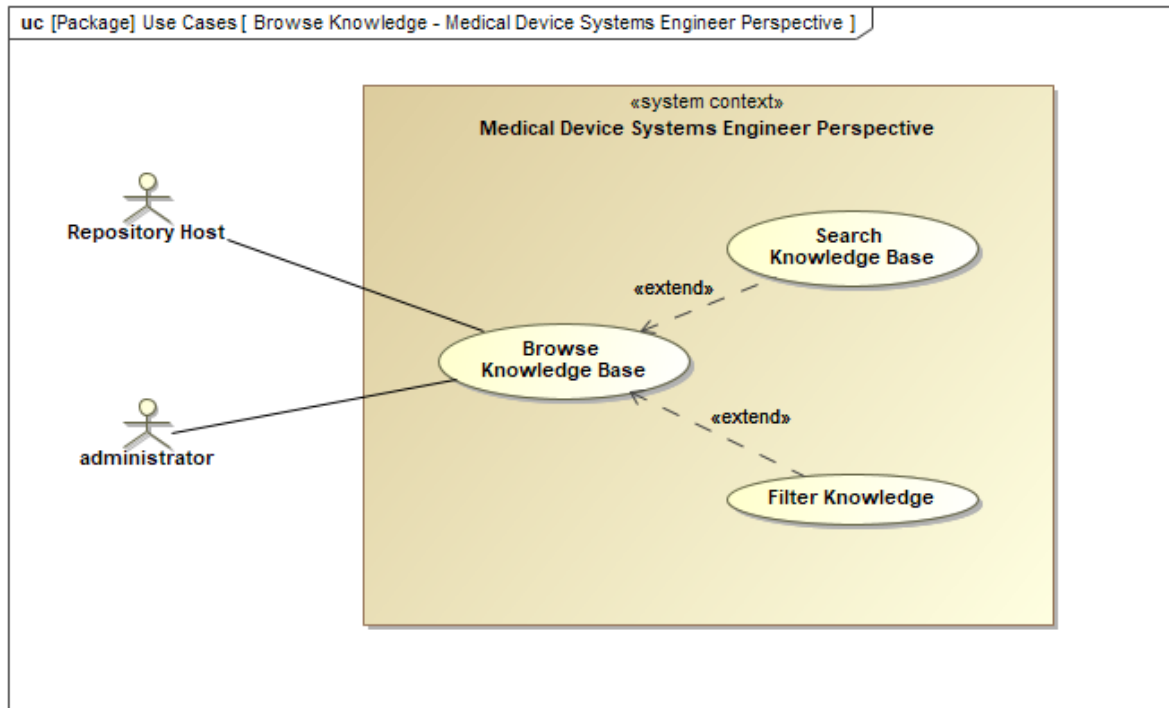 uc [Package] Use Cases [ Browse Knowledge - Medical Device Systems Engineer Perspective ]
«system context»
Medical Device Systems Engineer Perspective
Repository Host
Search
Knowledge Base
«extend»
Browse
Knowledge Base
«extend»
administrator
Filter Knowledge